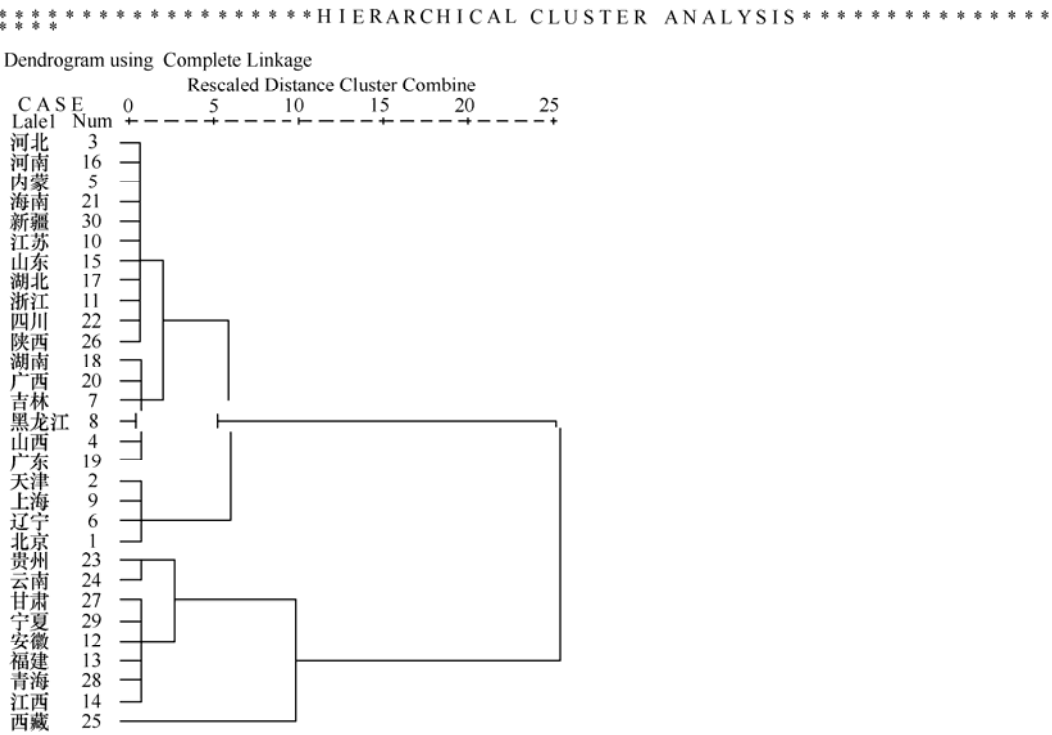 * * * * * * * * * * * * * * * * * * H I E R A R C H I C A L C L U S T E R A N A L Y S I S * * * * * * * * * * * * * * *
* * * *
Dendrogram using Complete Linkage
Rescaled Distance Cluster Combine
C A S E 0 5 10 15 20 25
Lale1 Num
河北 3
河南 16
内蒙 5
海南 21
新疆 30
江苏 10
山东 15
湖北 17
浙江 11
四川 22
陕西 26
湖南 18
广西 20
吉林 7
黑龙江 8
山西 4
广东 19
天津 2
上海 9
辽宁 6
北京 1
贵州 23
云南 24
甘肃 27
宁夏 29
安徽 12
福建 13
青海 28
江西 14
西藏 25